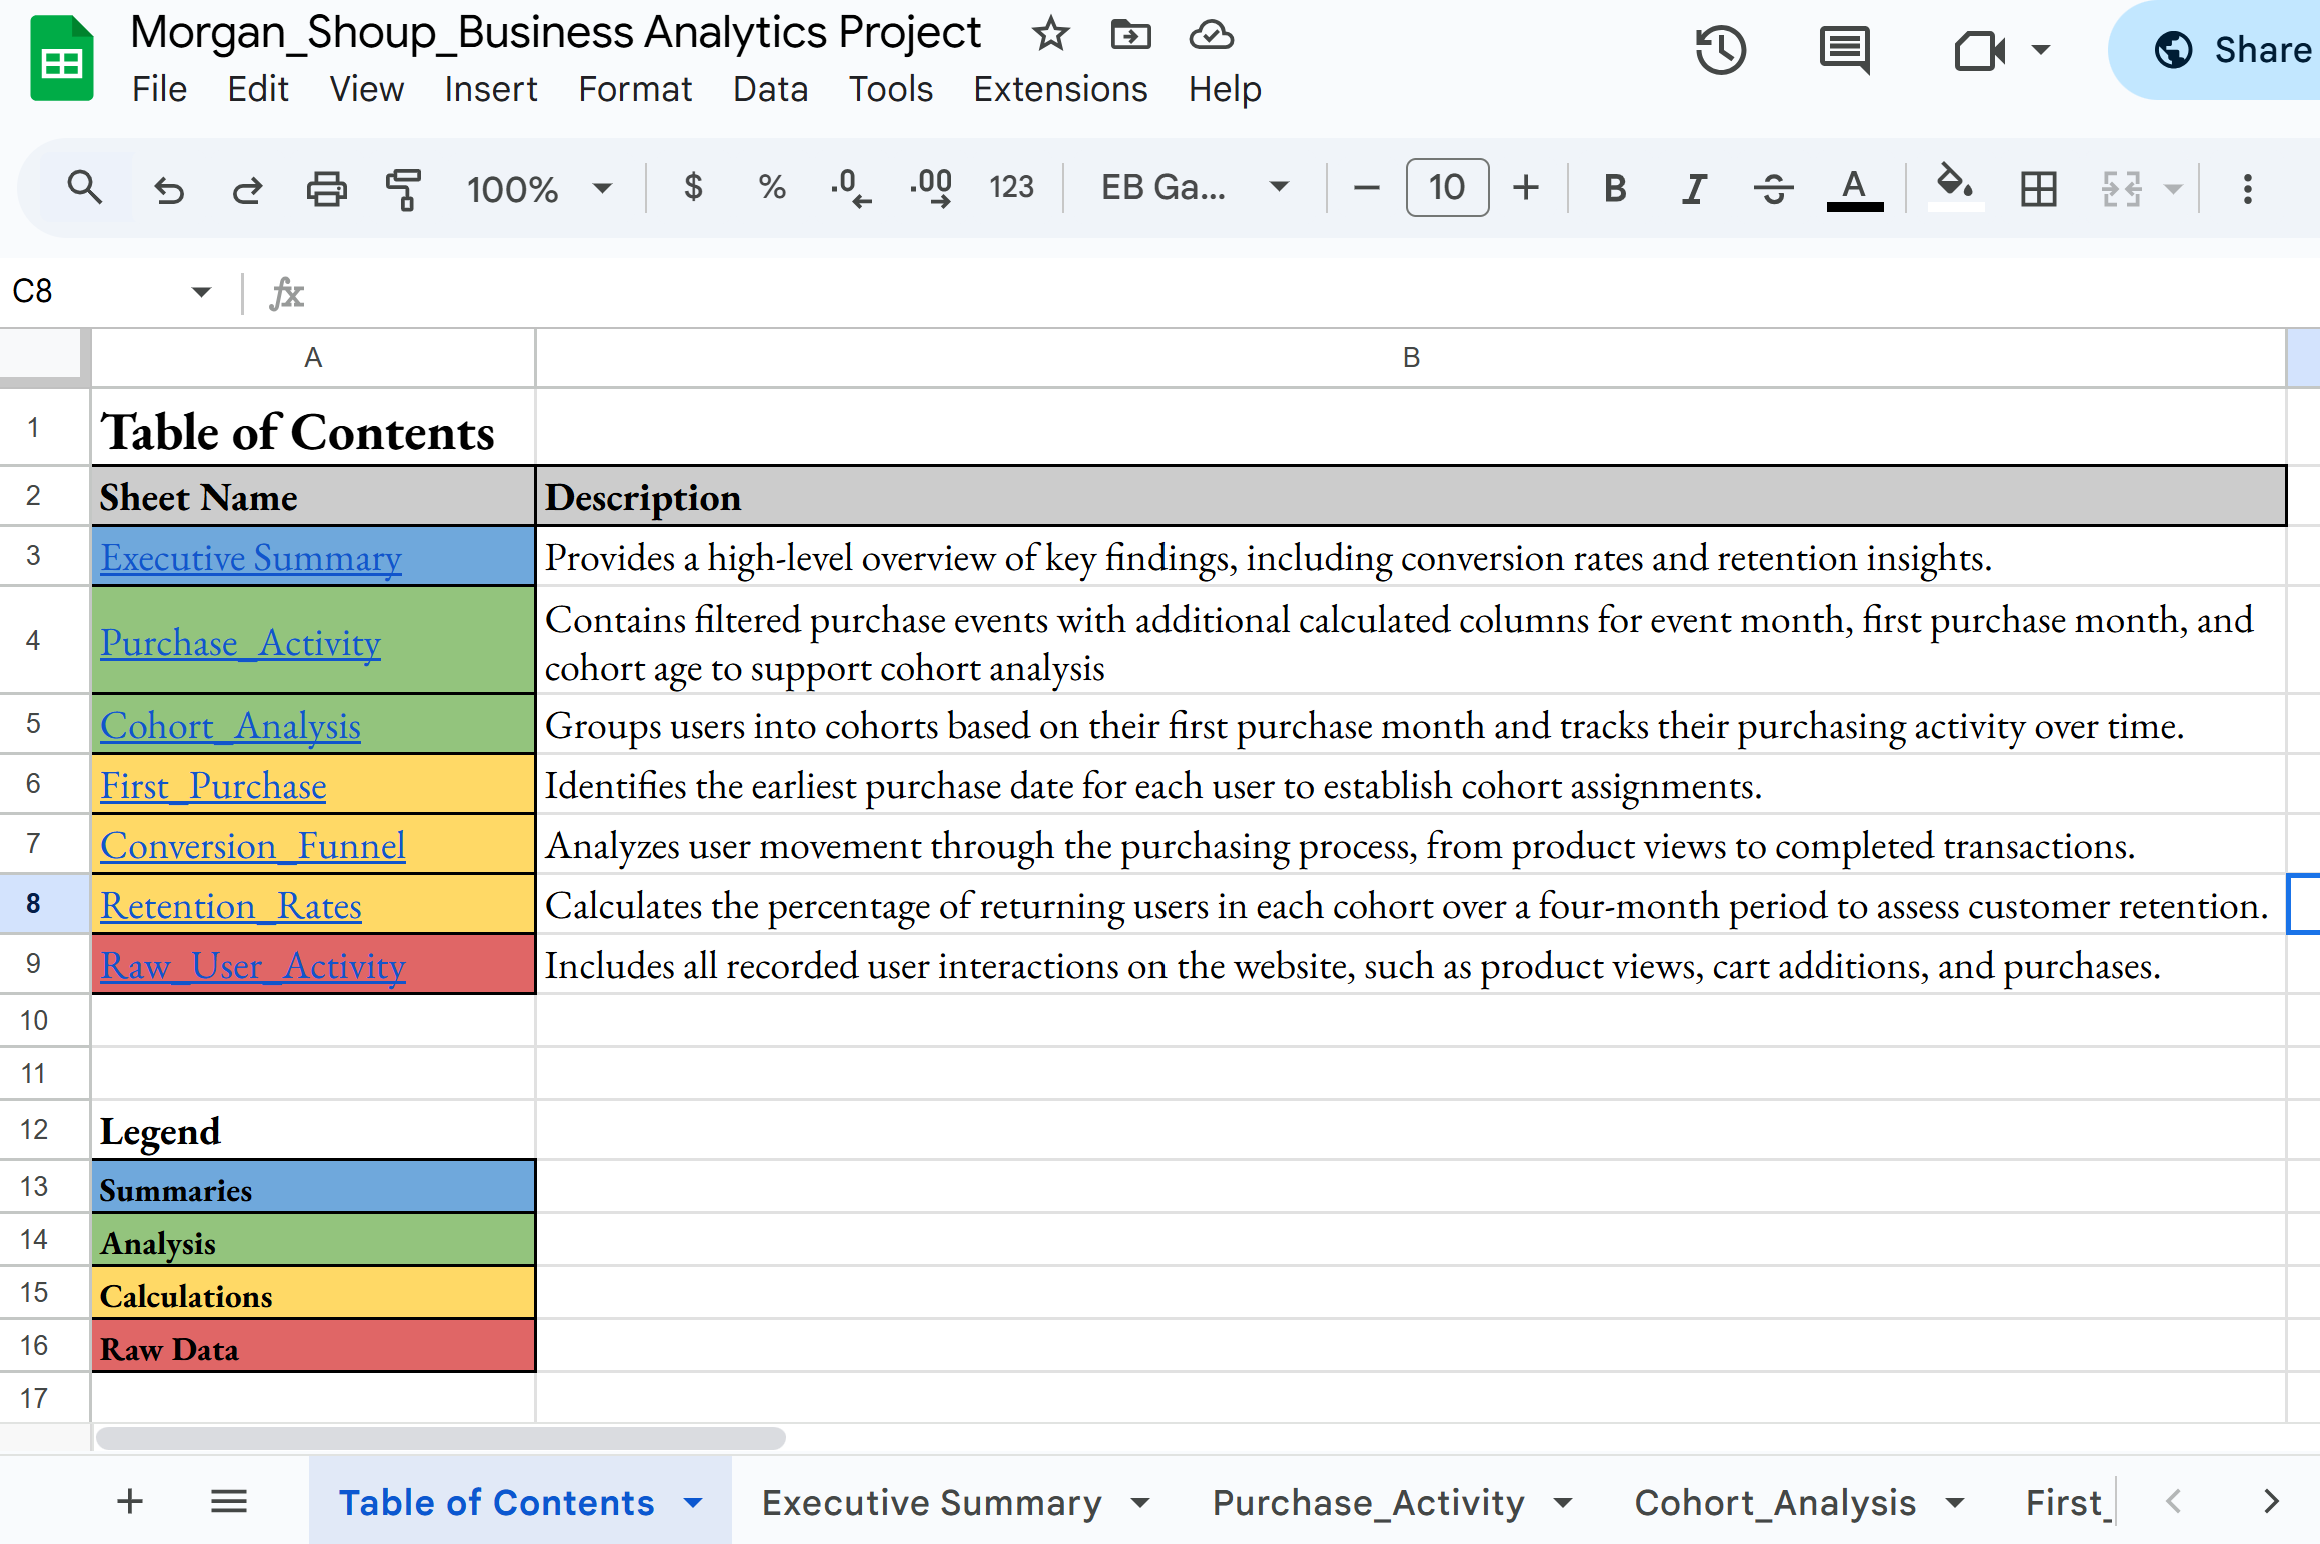 Morgan_Shoup_Business Analytics Project
File Edit View Insert Format Data Tools Extensions Help
Share
100% $ % .0 .00 123 EB Ga... 10 B I S A
C8 fx
A B
1 Table of Contents
2 Sheet Name Description
3 Executive Summary Provides a high-level overview of key findings, including conversion rates and retention insights.
4 Purchase_Activity Contains filtered purchase events with additional calculated columns for event month, first purchase month, and
cohort age to support cohort analysis
5 Cohort_Analysis Groups users into cohorts based on their first purchase month and tracks their purchasing activity over time.
6 First_Purchase Identifies the earliest purchase date for each user to establish cohort assignments.
7 Conversion_Funnel Analyzes user movement through the purchasing process, from product views to completed transactions.
8 Retention_Rates Calculates the percentage of returning users in each cohort over a four-month period to assess customer retention.
9 Raw_User_Activity Includes all recorded user interactions on the website, such as product views, cart additions, and purchases.
10
11
12 Legend
13 Summaries
14 Analysis
15 Calculations
16 Raw Data
17
Table of Contents Executive Summary Purchase_Activity Cohort_Analysis First_